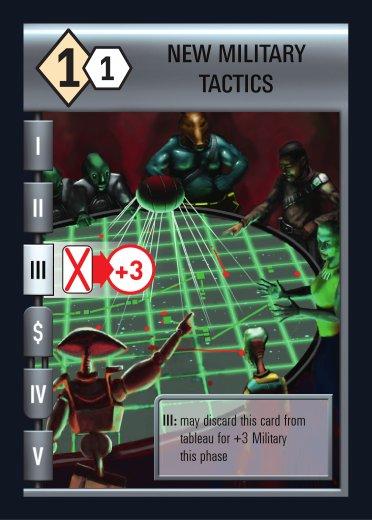 1 1
NEW MILITARY
TACTICS
I
II
III
+3
$
IV
V
III: may discard this card from
tableau for +3 Military
this phase